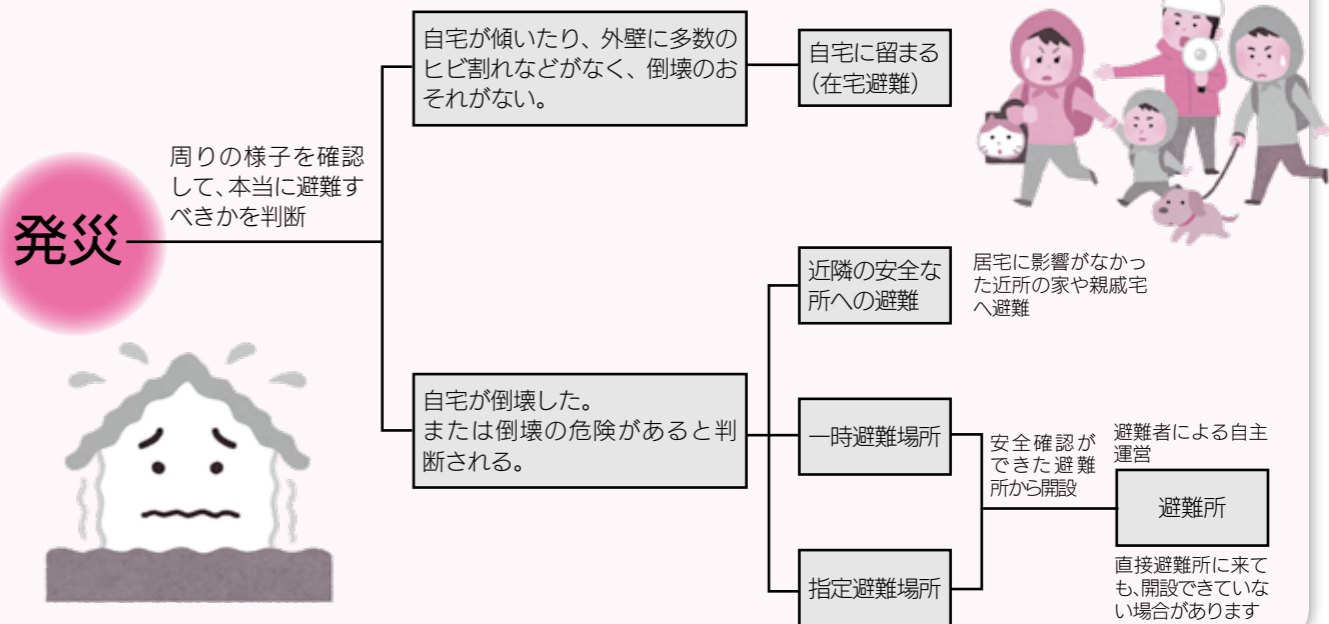 発災
周りの様子を確認
して、本当に避難す
べきかを判断
自宅が傾いたり、外壁に多数の
ヒビ割れなどがなく、倒壊のお
それがない。
自宅に留まる
（在宅避難）
自宅が倒壊した。
または倒壊の危険があると判
断される。
近隣の安全な
所への避難
居宅に影響がなかっ
た近所の家や親戚宅
へ避難
一時避難場所
指定避難場所
安全確認が
できた避難
所から開設
避難者による自主
運営
避難所
直接避難所に来て
も、開設できていな
い場合があります